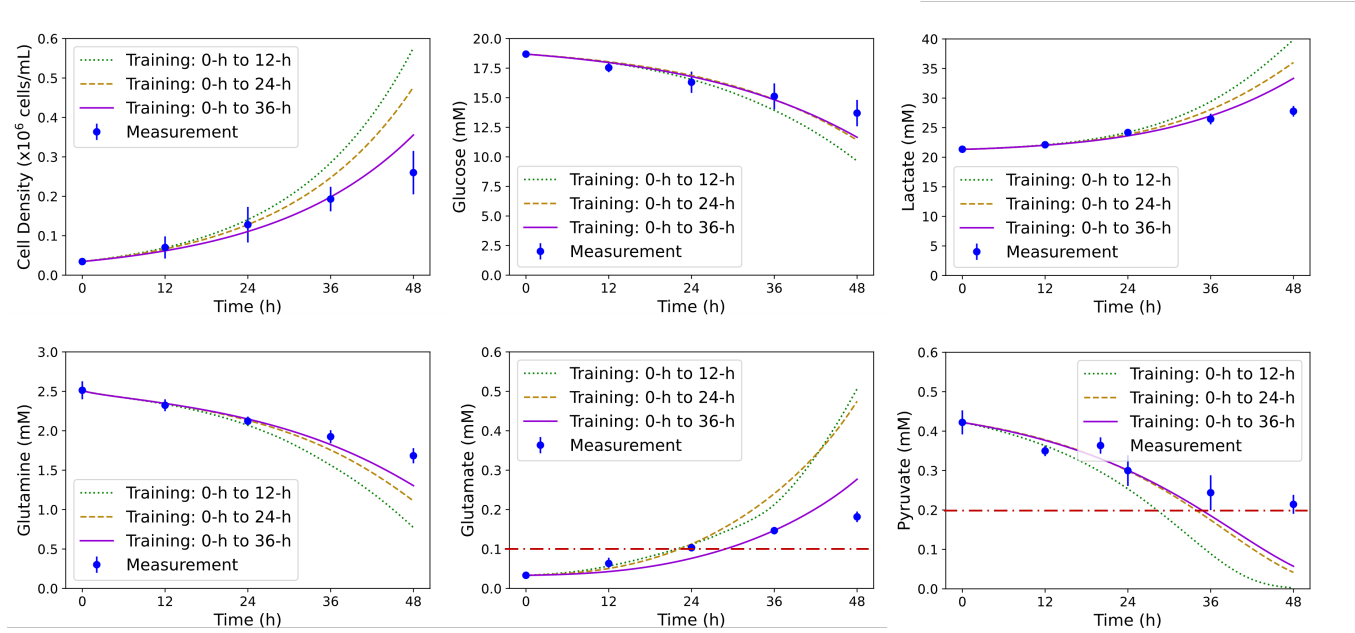 0.6
0.5
0.4
0.3
0.2
0.1
0.0
Cell Density (x10⁶ cells/mL)
Training: 0-h to 12-h
Training: 0-h to 24-h
Training: 0-h to 36-h
Measurement
0 12 24 36 48
Time (h)
20.0
17.5
15.0
12.5
10.0
7.5
5.0
2.5
0.0
Glucose (mM)
Training: 0-h to 12-h
Training: 0-h to 24-h
Training: 0-h to 36-h
Measurement
0 12 24 36 48
Time (h)
40
35
30
25
20
15
10
5
0
Lactate (mM)
Training: 0-h to 12-h
Training: 0-h to 24-h
Training: 0-h to 36-h
Measurement
0 12 24 36 48
Time (h)
3.0
2.5
2.0
1.5
1.0
0.5
0.0
Glutamine (mM)
Training: 0-h to 12-h
Training: 0-h to 24-h
Training: 0-h to 36-h
Measurement
0 12 24 36 48
Time (h)
0.6
0.5
0.4
0.3
0.2
0.1
0.0
Glutamate (mM)
Training: 0-h to 12-h
Training: 0-h to 24-h
Training: 0-h to 36-h
Measurement
0 12 24 36 48
Time (h)
0.6
0.5
0.4
0.3
0.2
0.1
0.0
Pyruvate (mM)
Training: 0-h to 12-h
Training: 0-h to 24-h
Training: 0-h to 36-h
Measurement
0 12 24 36 48
Time (h)